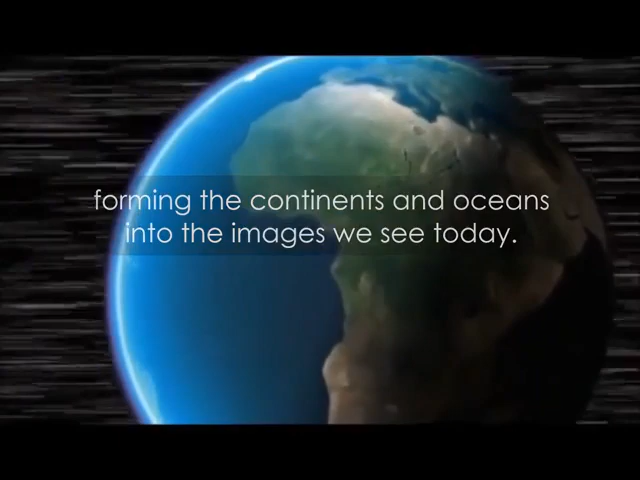 forming the continents and oceans
into the images we see today.